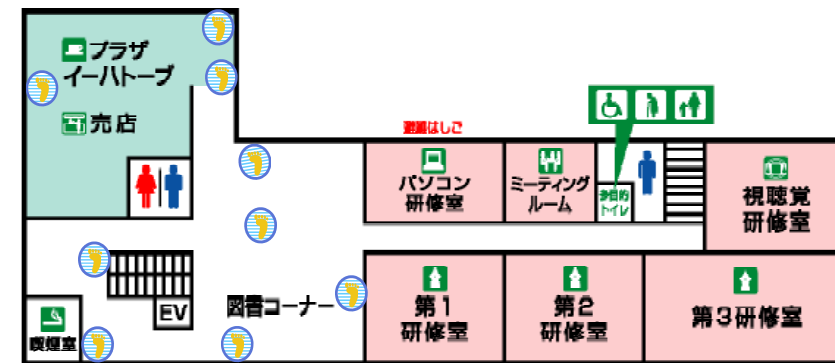 プラザ
イーハトーブ
売店
避難はしご
パソコン
研修室
ミーティング
ルーム
多目的
トイレ
視聴覚
研修室
EV
喫煙室
図書コーナー
第1
研修室
第2
研修室
第3研修室